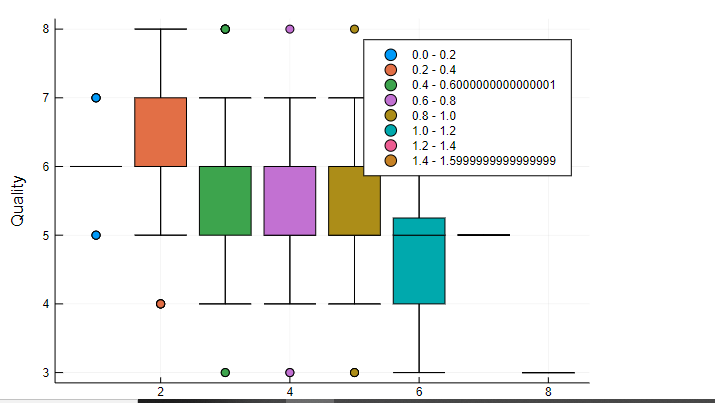 8
7
6
5
4
3
Quality
0.0 - 0.2
0.2 - 0.4
0.4 - 0.6000000000000001
0.6 - 0.8
0.8 - 1.0
1.0 - 1.2
1.2 - 1.4
1.4 - 1.5999999999999999
2 4 6 8